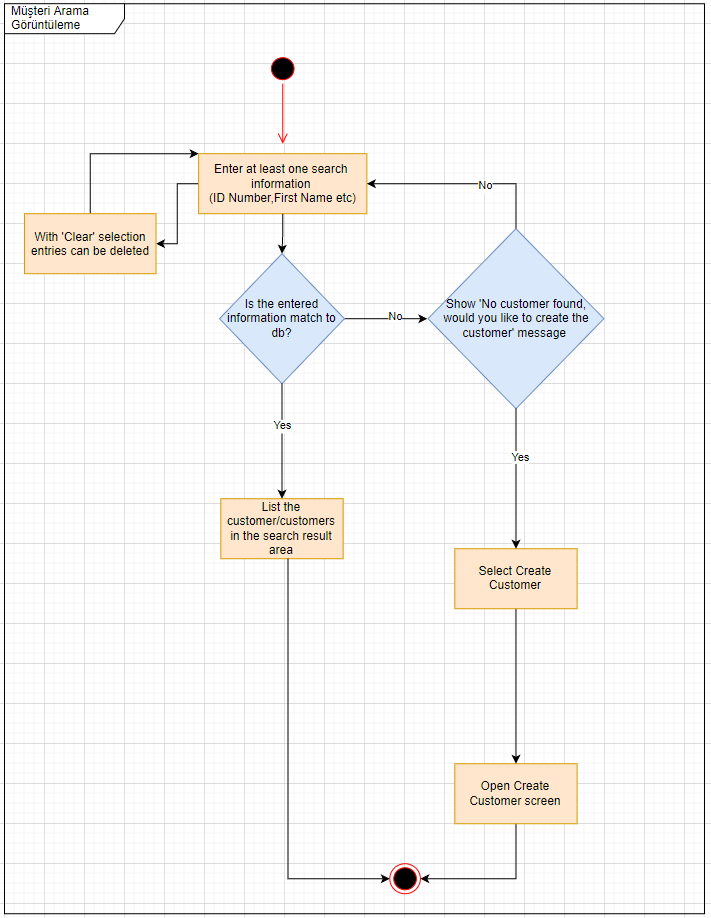 Müşteri Arama
Görüntüleme
Enter at least one search
information
(ID Number,First Name etc)
No
With 'Clear' selection
entries can be deleted
Is the entered
information match to
db?
No
Show 'No customer found,
would you like to create the
customer' message
Yes
Yes
List the
customer/customers
in the search result
area
Select Create
Customer
Open Create
Customer screen